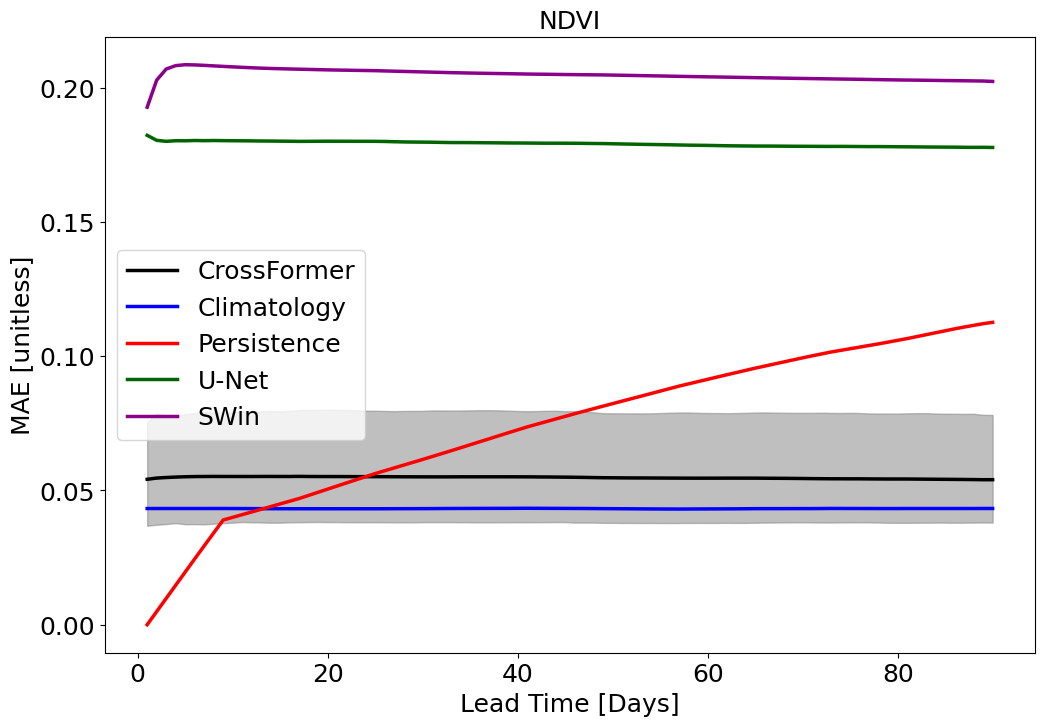 NDVI
MAE [unitless]
0.20
0.15
0.10
0.05
0.00
CrossFormer
Climatology
Persistence
U-Net
SWin
0
20
40
60
80
Lead Time [Days]